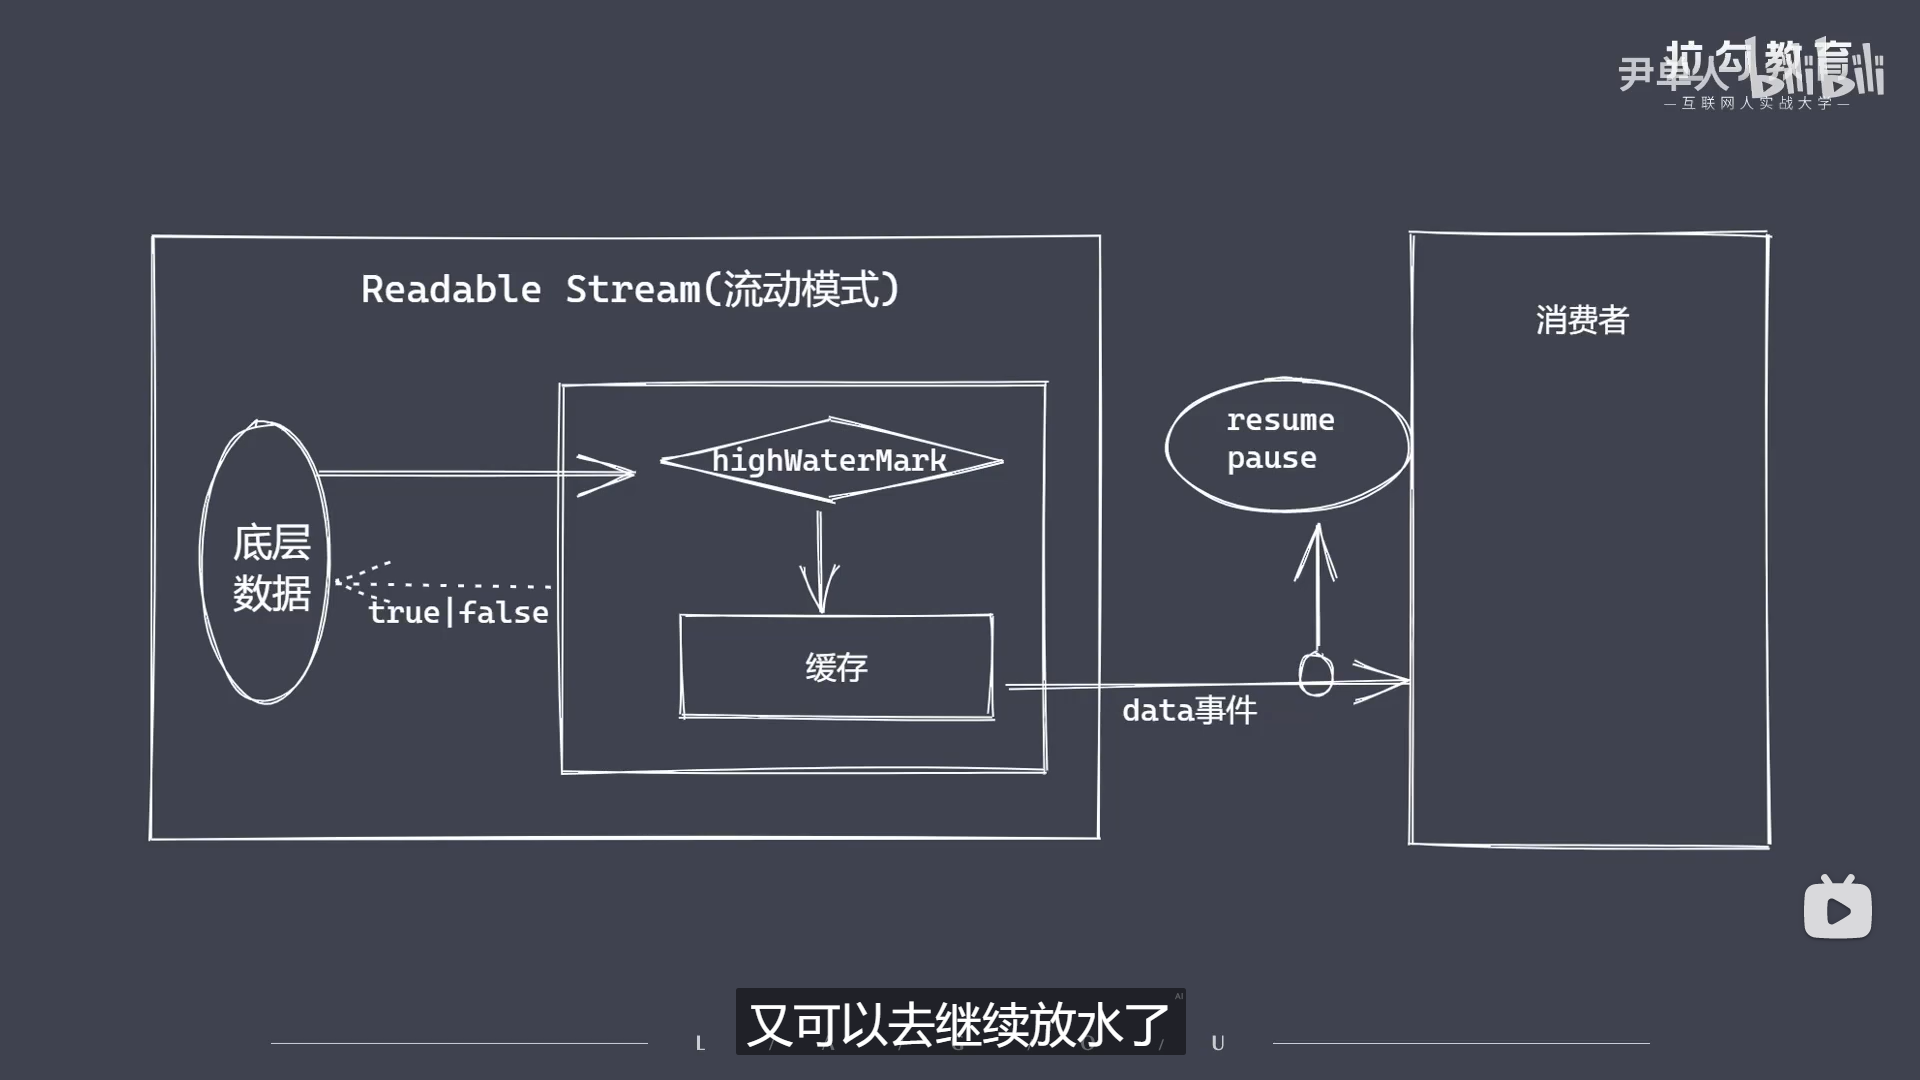 拉勾教育
尹单人
bilibili
—互联网人实战大学—
Readable Stream(流动模式)
消费者
resume
pause
highWaterMark
底层
数据
true|false
缓存
data事件
AI
又可以去继续放水了
L / A / G / O / U